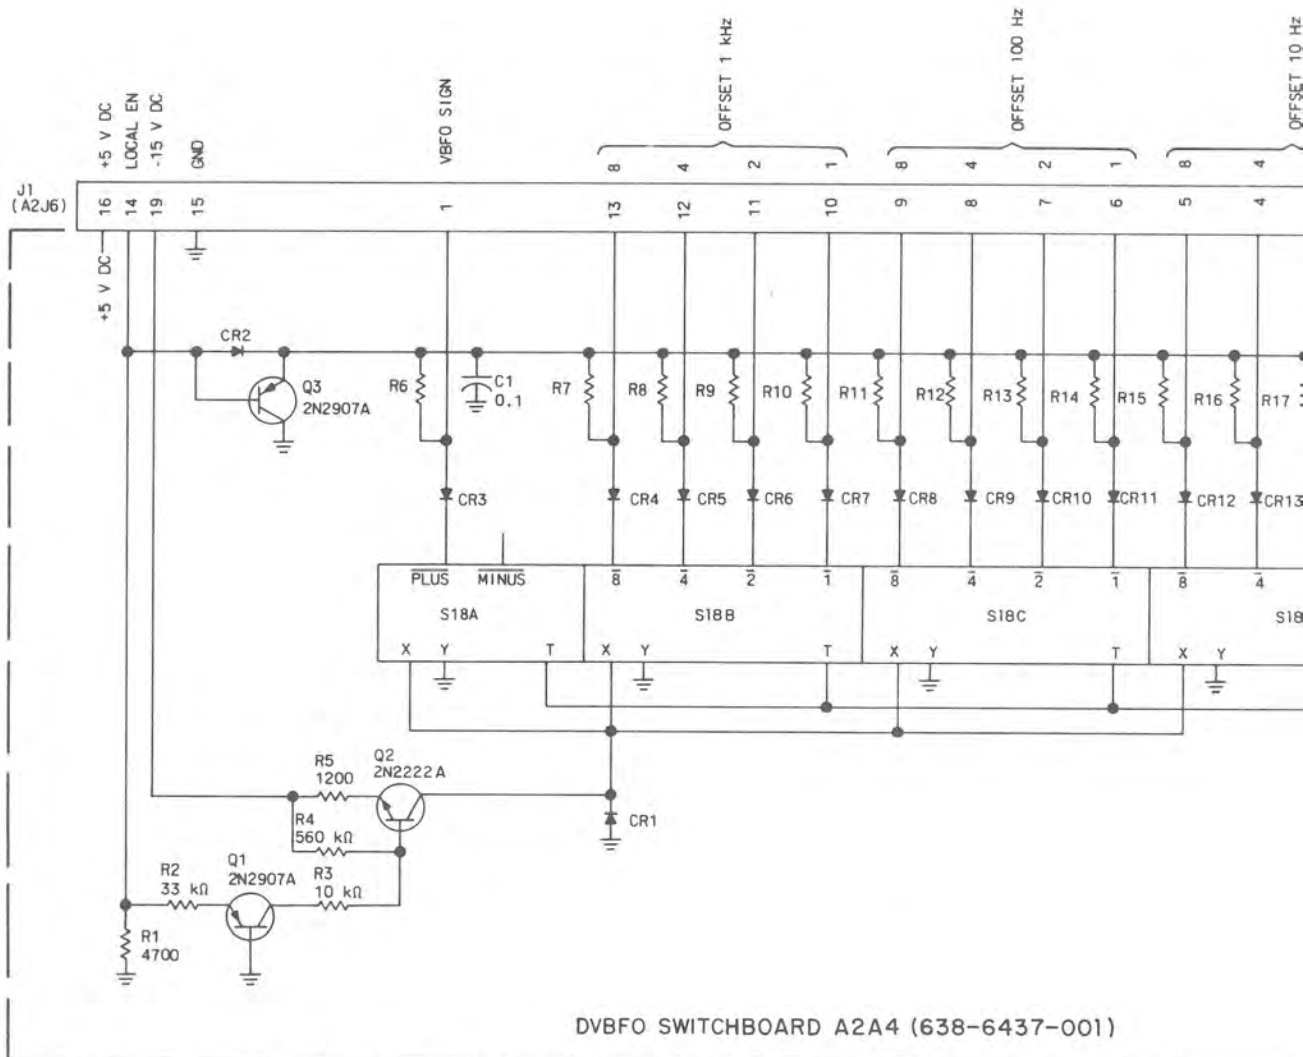 OFFSET 1 kHz
OFFSET 100 Hz
OFFSET 10 Hz
+5 V DC
LOCAL EN
-15 V DC
GND
VBFO SIGN
8 4 2 1
8 4 2 1
8 4
J1
(A2J6)
16 14 19 15 1 13 12 11 10 9 8 7 6 5 4
+5 V DC
CR2
Q3
2N2907A
R6
C1
0.1
R7 R8 R9 R10 R11 R12 R13 R14 R15 R16 R17
CR3 CR4 CR5 CR6 CR7 CR8 CR9 CR10 CR11 CR12 CR13
P̅L̅U̅S̅ M̅I̅N̅U̅S̅ 8̅ 4̅ 2̅ 1̅ 8̅ 4̅ 2̅ 1̅ 8̅ 4̅
S18A S18B S18C S18
X Y T X Y T X Y T X Y
R5
1200
Q2
2N2222A
R4
560 kΩ
CR1
R2
33 kΩ
Q1
2N2907A
R3
10 kΩ
R1
4700
DVBFO SWITCHBOARD A2A4 (638-6437-001)